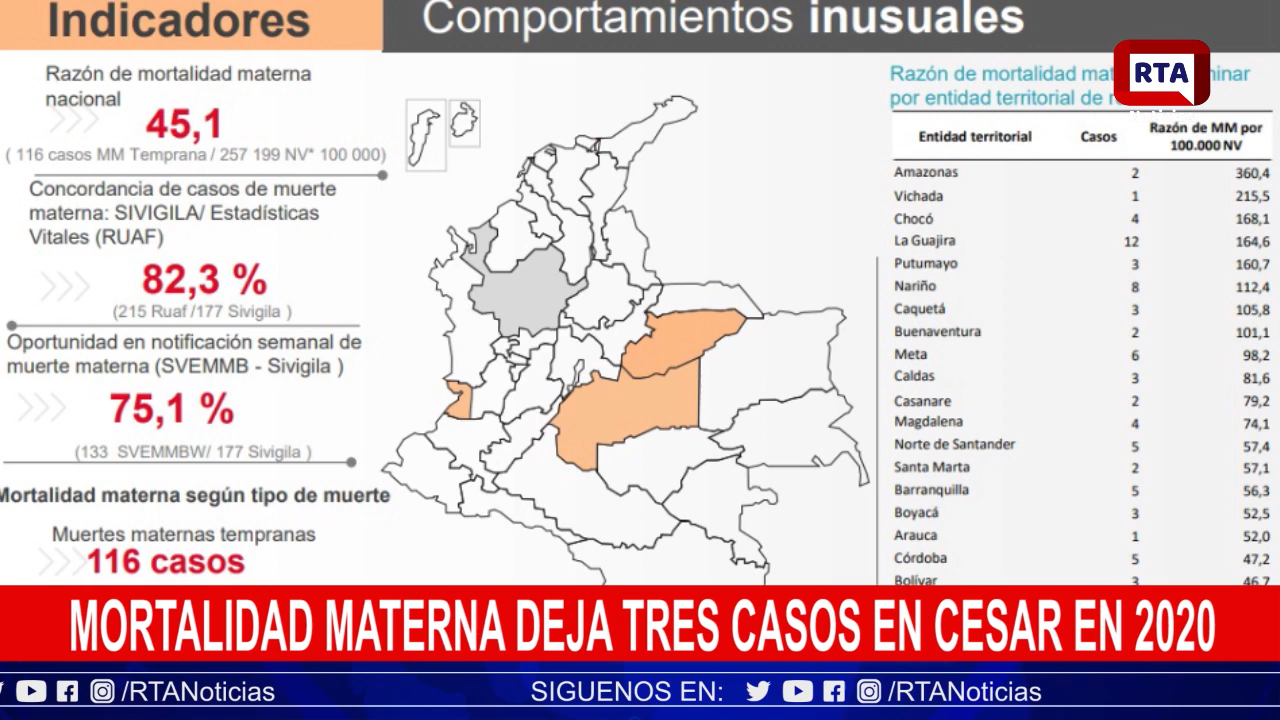 Indicadores
Comportamientos inusuales
Razón de mortalidad materna
nacional
45,1
( 116 casos MM Temprana / 257 199 NV* 100 000)
Concordancia de casos de muerte
materna: SIVIGILA/ Estadísticas
Vitales (RUAF)
82,3 %
(215 Ruaf /177 Sivigila )
Oportunidad en notificación semanal de
muerte materna (SVEMMB - Sivigila )
75,1 %
(133 SVEMMBW/ 177 Sivigila )
Mortalidad materna según tipo de muerte
Muertes maternas tempranas
116 casos
RTA
Razón de mortalidad
por entidad territorial de
Entidad territorial Casos Razón de MM por
100.000 NV
Amazonas 2 360,4
Vichada 1 215,5
Chocó 4 168,1
La Guajira 12 164,6
Putumayo 3 160,7
Nariño 8 112,4
Caquetá 3 105,8
Buenaventura 2 101,1
Meta 6 98,2
Caldas 3 81,6
Casanare 2 79,2
Magdalena 4 74,1
Norte de Santander 5 57,4
Santa Marta 2 57,1
Barranquilla 5 56,3
Boyacá 3 52,5
Arauca 1 52,0
Córdoba 5 47,2
Bolívar 3 46,7
MORTALIDAD MATERNA DEJA TRES CASOS EN CESAR EN 2020
/RTANoticias SIGUENOS EN: /RTANoticias